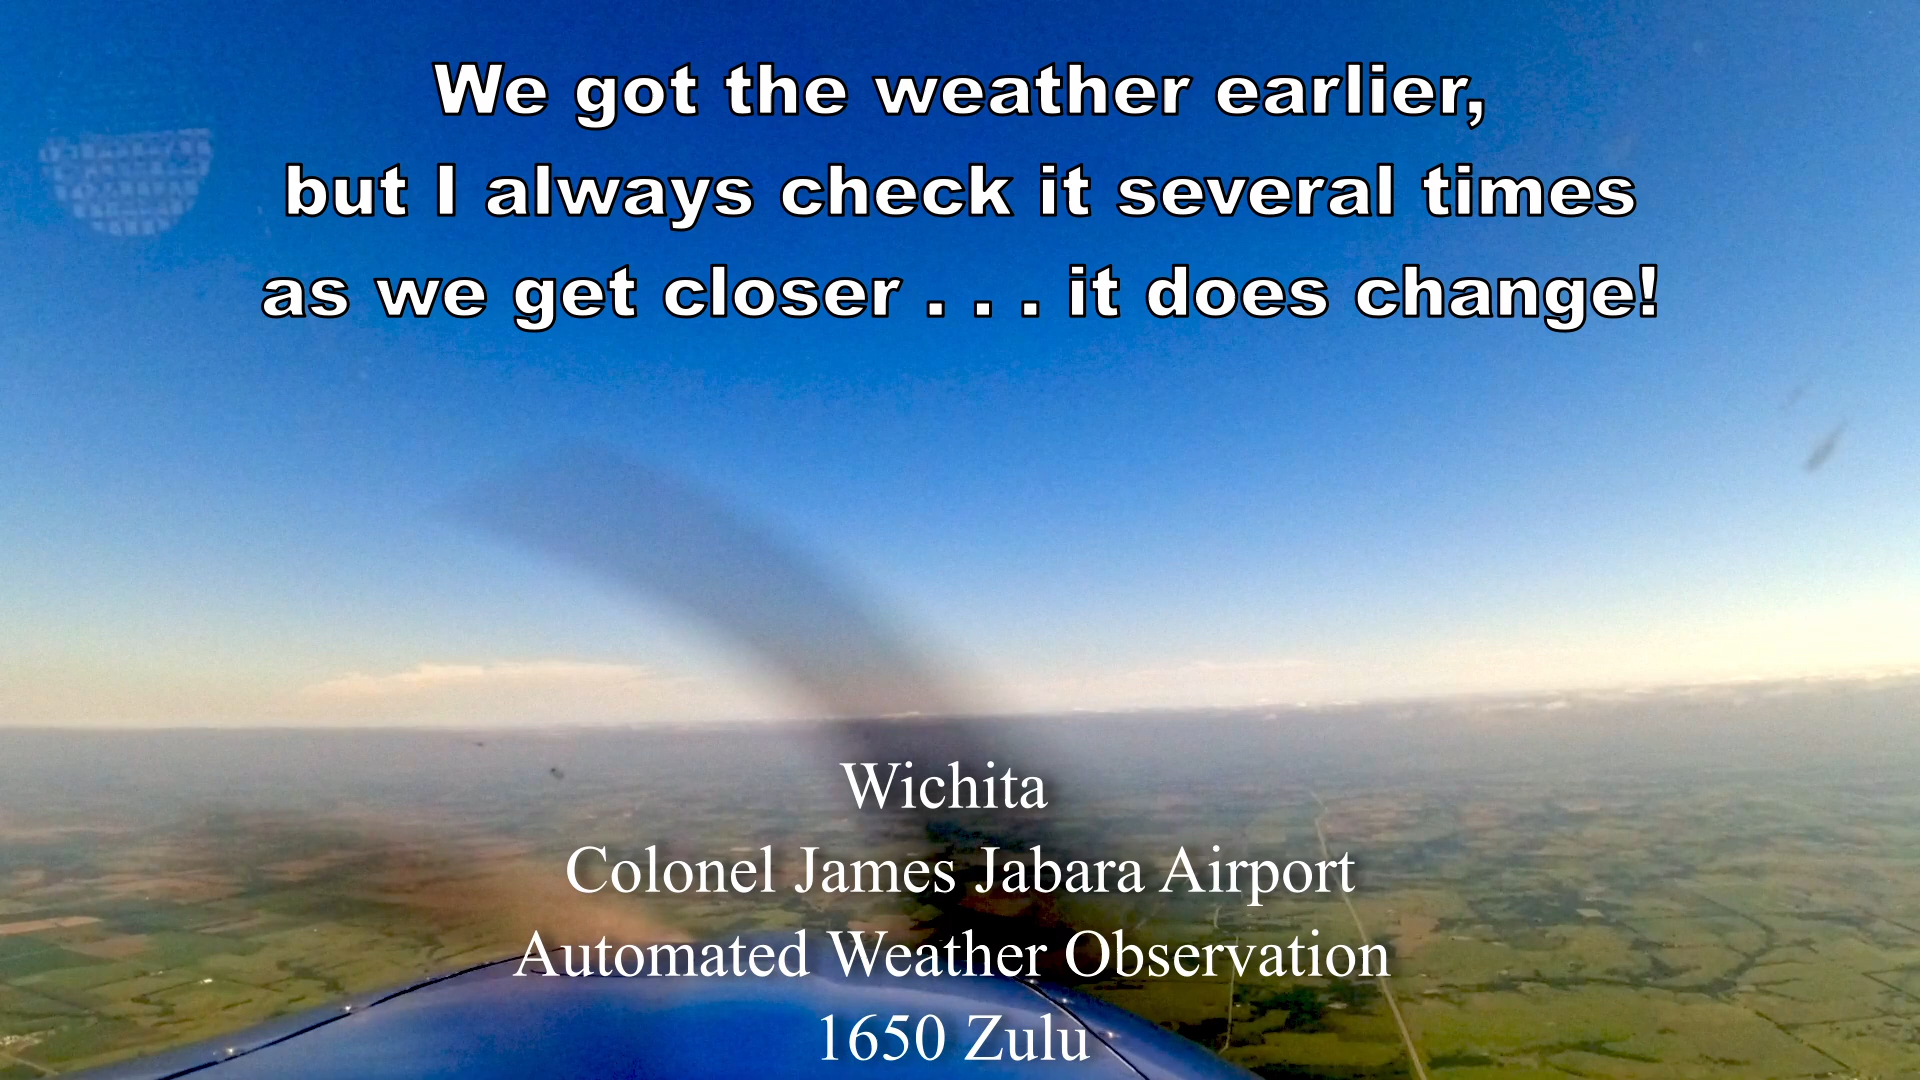 We got the weather earlier,
but I always check it several times
as we get closer . . . it does change!
Wichita
Colonel James Jabara Airport
Automated Weather Observation
1650 Zulu